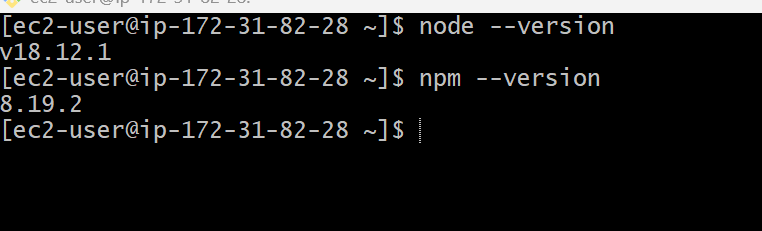 [ec2-user@ip-172-31-82-28 ~]$ node --version
v18.12.1
[ec2-user@ip-172-31-82-28 ~]$ npm --version
8.19.2
[ec2-user@ip-172-31-82-28 ~]$